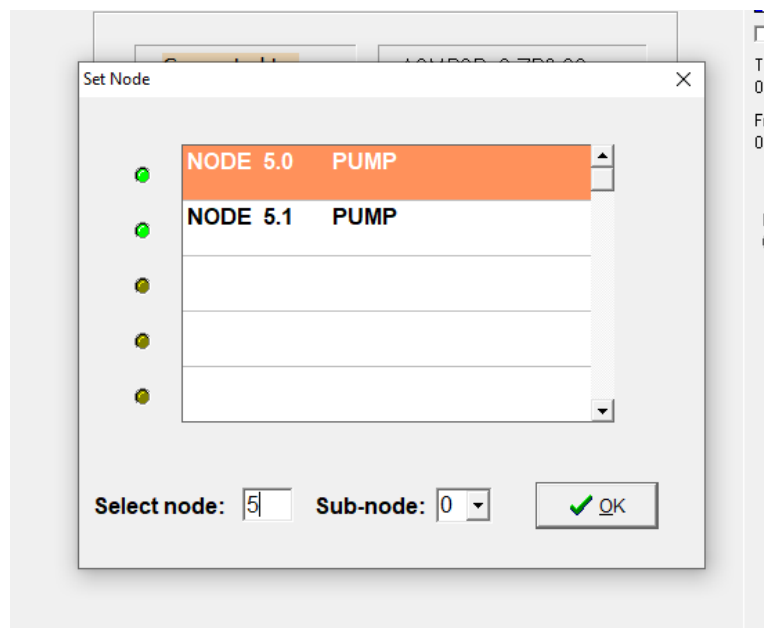 Set Node
NODE 5.0 PUMP
NODE 5.1 PUMP
Select node: 5
Sub-node: 0
OK